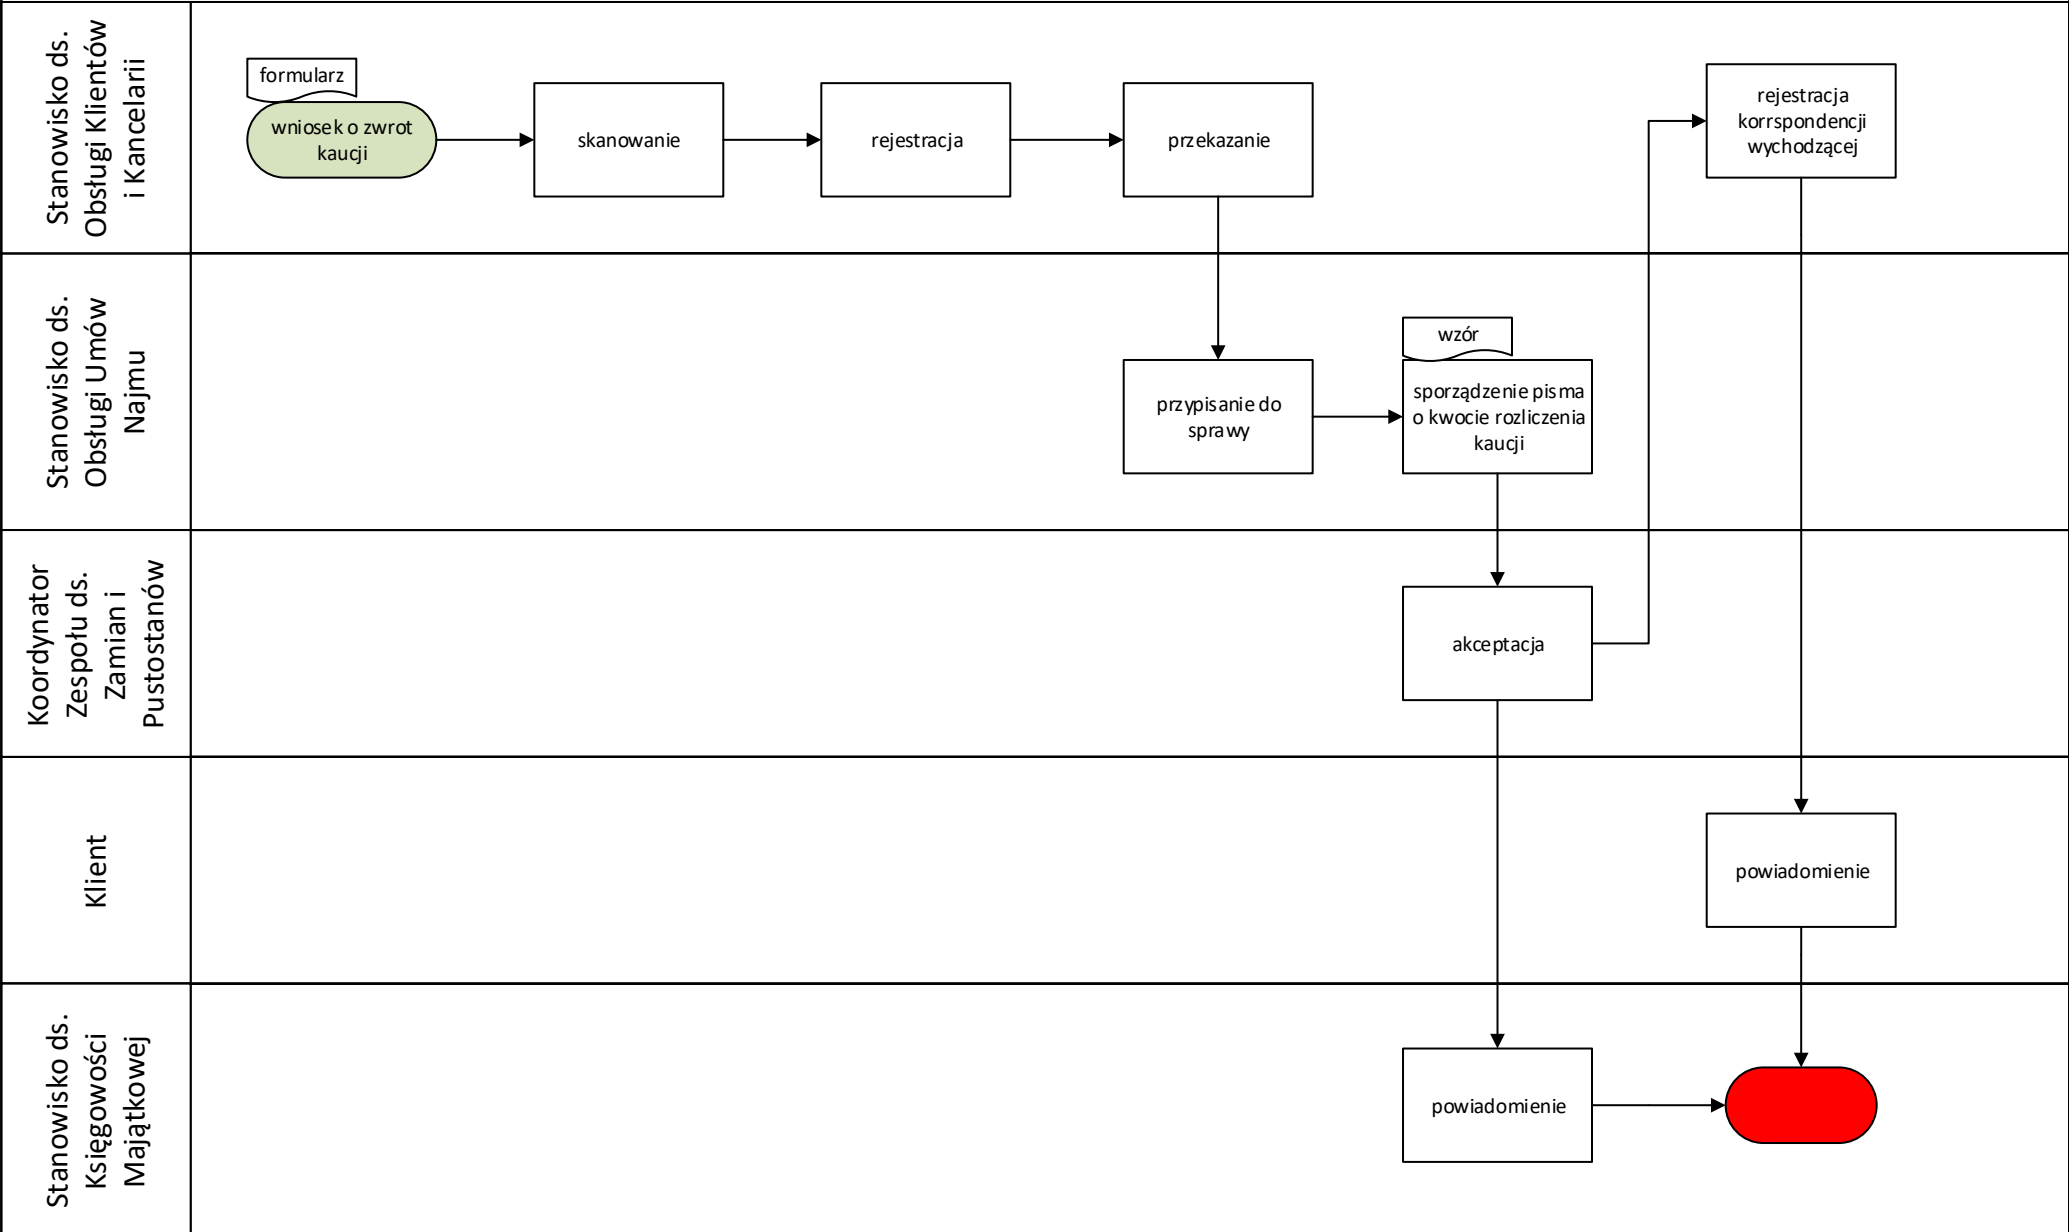 Stanowisko ds.
Obsługi Klientów
i Kancelarii
formularz
wniosek o zwrot
kaucji
skanowanie
rejestracja
przekazanie
rejestracja
korrspondencji
wychodzącej
Stanowisko ds.
Obsługi Umów
Najmu
przypisanie do
sprawy
wzór
sporządzenie pisma
o kwocie rozliczenia
kaucji
Koordynator
Zespołu ds.
Zamian i
Pustostanów
akceptacja
Klient
powiadomienie
Stanowisko ds.
Księgowości
Majątkowej
powiadomienie